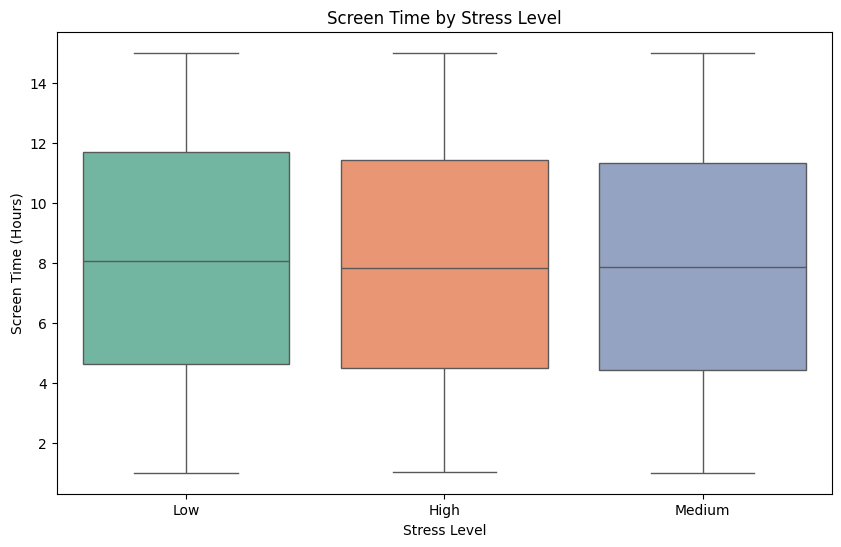 Screen Time by Stress Level
Screen Time (Hours)
14
12
10
8
6
4
2
Low High Medium
Stress Level